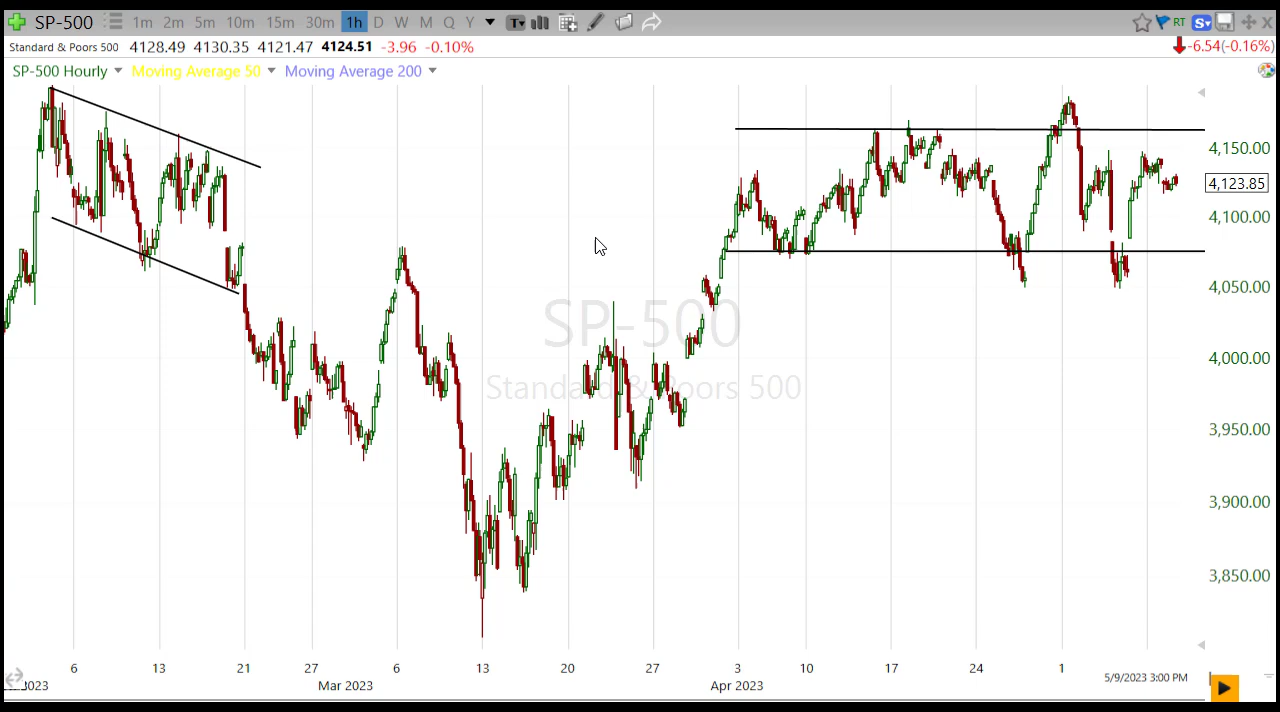 SP-500 1m 2m 5m 10m 15m 30m 1h D W M Q Y T RT S
Standard & Poors 500 4128.49 4130.35 4121.47 4124.51 -3.96 -0.10% -6.54(-0.16%)
SP-500 Hourly Moving Average 50 Moving Average 200
4,150.00
4,123.85
4,100.00
4,050.00
SP-500
4,000.00
Standard & Poors 500
3,950.00
3,900.00
3,850.00
6 13 21 27 6 13 20 27 3 10 17 24 1
5/9/2023 3:00 PM
2023 Mar 2023 Apr 2023